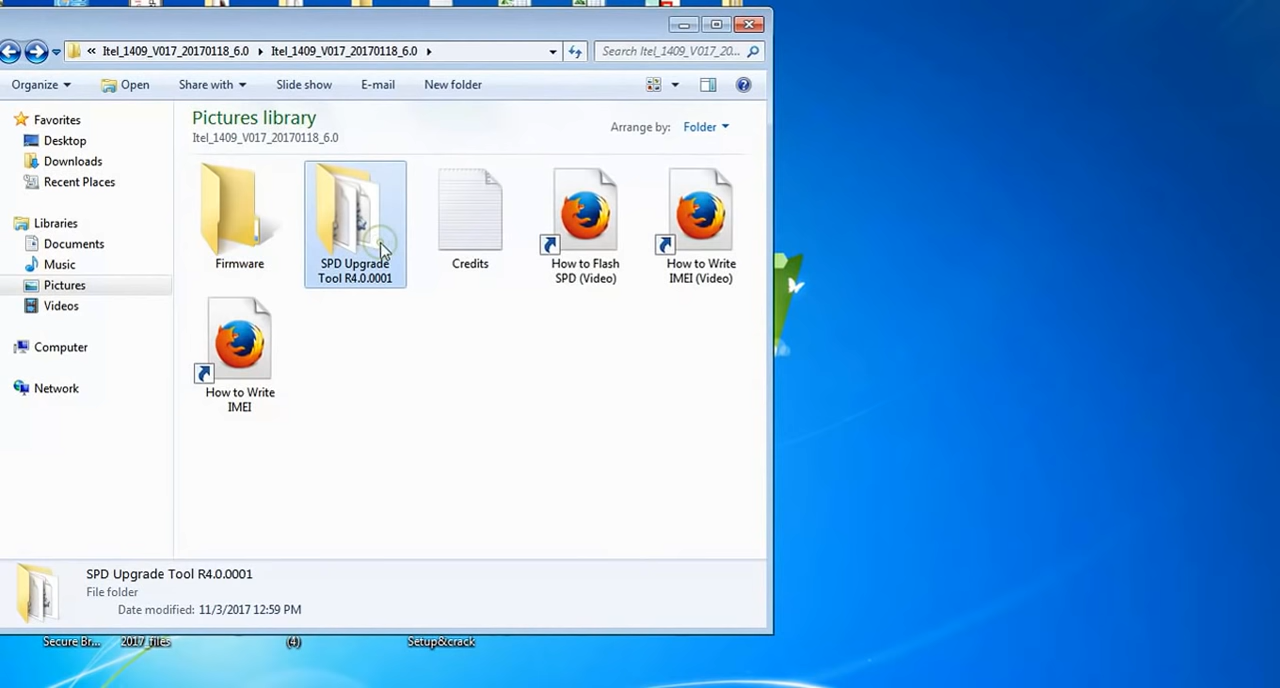 « Itel_1409_V017_20170118_6.0 ▸ Itel_1409_V017_20170118_6.0 ▸ Search Itel_1409_V017_20...
Organize Open Share with Slide show E-mail New folder
Favorites
Desktop
Downloads
Recent Places
Libraries
Documents
Music
Pictures
Videos
Computer
Network
Pictures library
Itel_1409_V017_20170118_6.0
Arrange by: Folder
Firmware
SPD Upgrade
Tool R4.0.0001
Credits
How to Flash
SPD (Video)
How to Write
IMEI (Video)
How to Write
IMEI
SPD Upgrade Tool R4.0.0001
File folder
Date modified: 11/3/2017 12:59 PM
Secure Br... 2017_files (4) Setup&crack